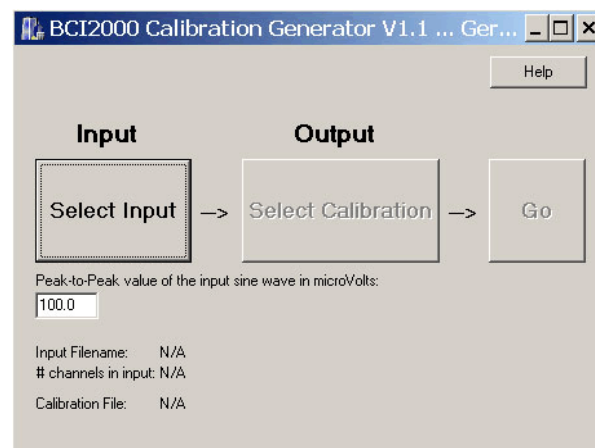 BCI2000 Calibration Generator V1.1 ... Ger...
Help
Input Output
Select Input --> Select Calibration --> Go
Peak-to-Peak value of the input sine wave in microVolts:
100.0
Input Filename: N/A
# channels in input: N/A
Calibration File: N/A